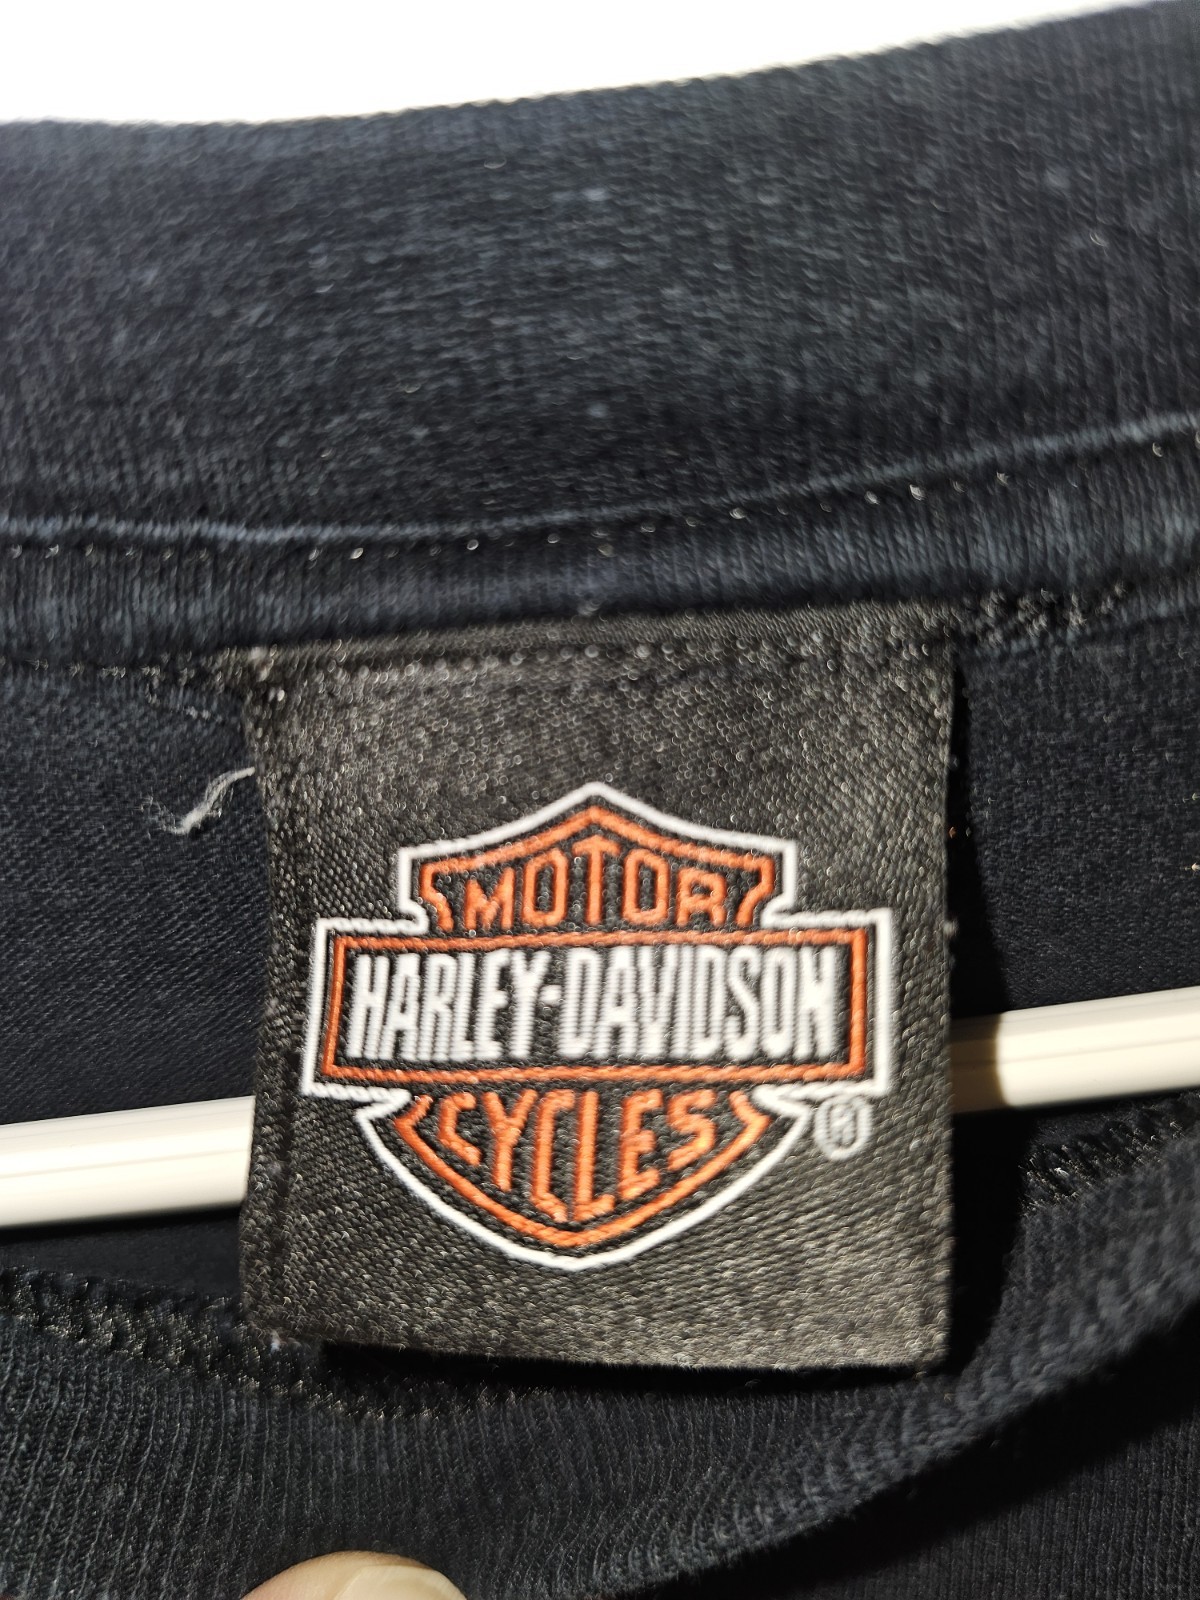 MOTOR
HARLEY-DAVIDSON
CYCLES
®